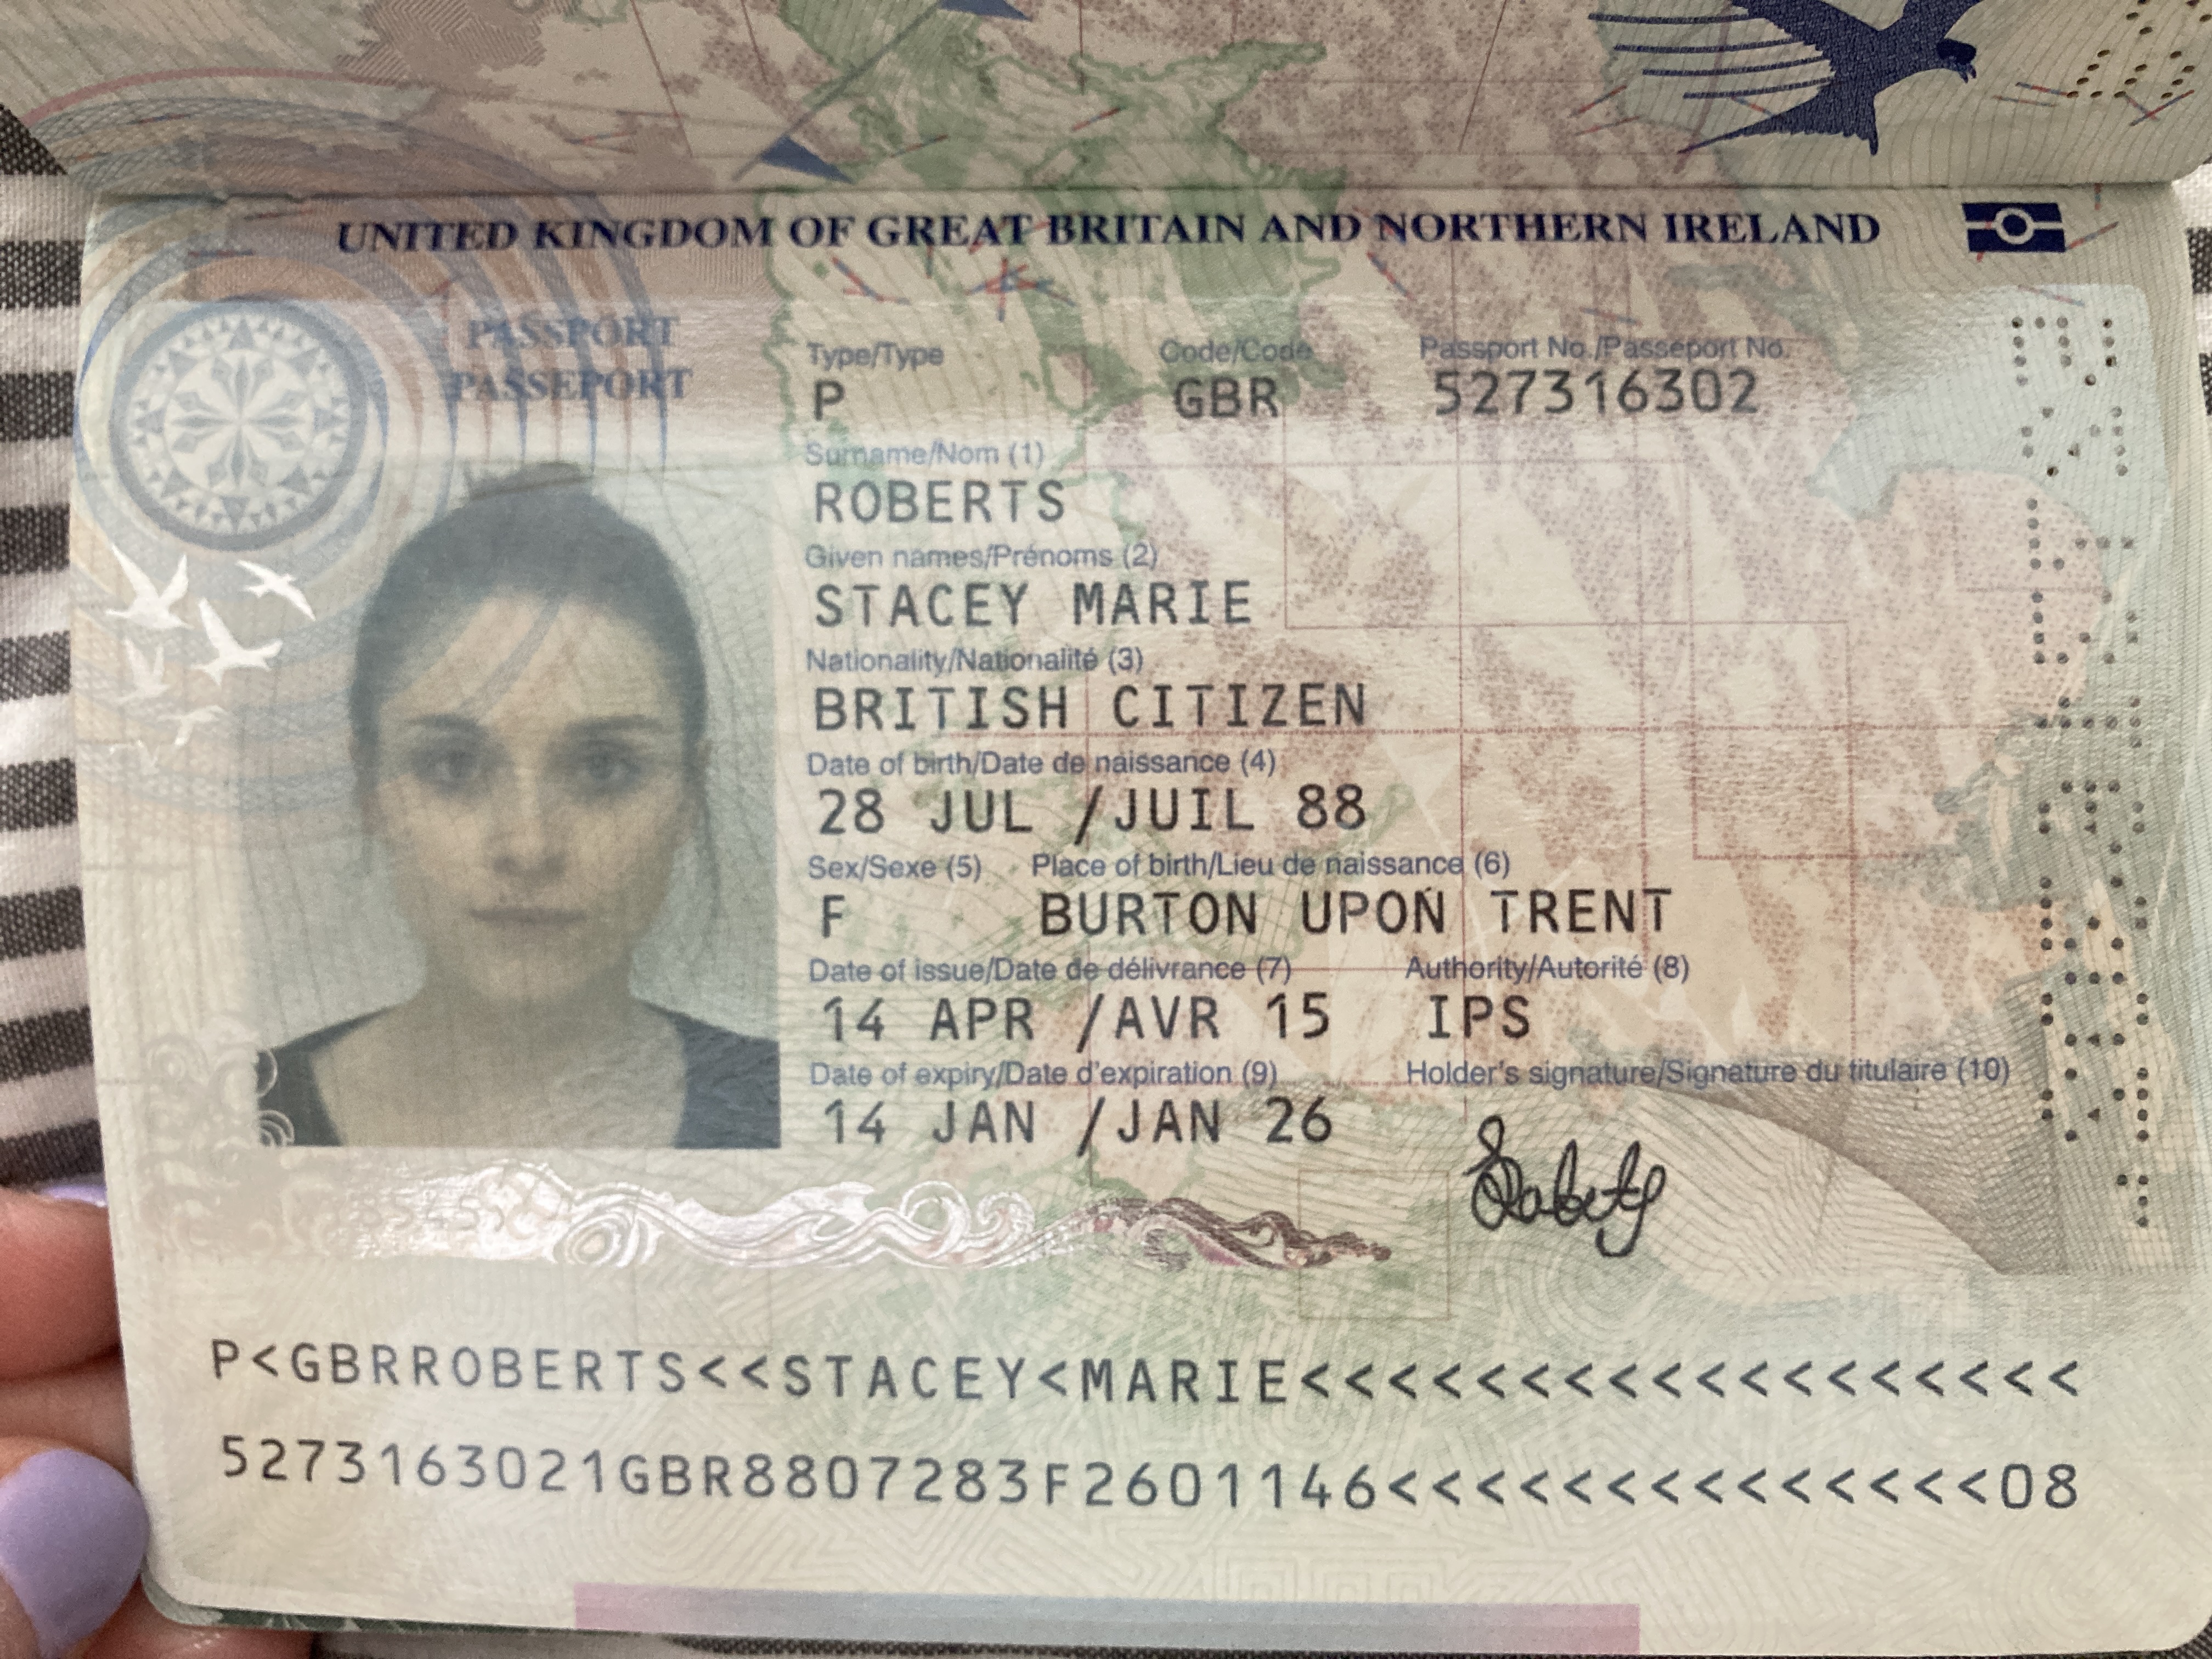 UNITED KINGDOM OF GREAT BRITAIN AND NORTHERN IRELAND
PASSPORT
PASSEPORT
Type/Type Code/Code Passport No./Passeport No.
P GBR 527316302
Surname/Nom (1)
ROBERTS
Given names/Prénoms (2)
STACEY MARIE
Nationality/Nationalité (3)
BRITISH CITIZEN
Date of birth/Date de naissance (4)
28 JUL /JUIL 88
Sex/Sexe (5) Place of birth/Lieu de naissance (6)
F BURTON UPON TRENT
Date of issue/Date de délivrance (7) Authority/Autorité (8)
14 APR /AVR 15 IPS
Date of expiry/Date d'expiration (9) Holder's signature/Signature du titulaire (10)
14 JAN /JAN 26
P<GBRROBERTS<<STACEY<MARIE<<<<<<<<<<<<<<<<<<
5273163021GBR8807283F2601146<<<<<<<<<<<<<<08